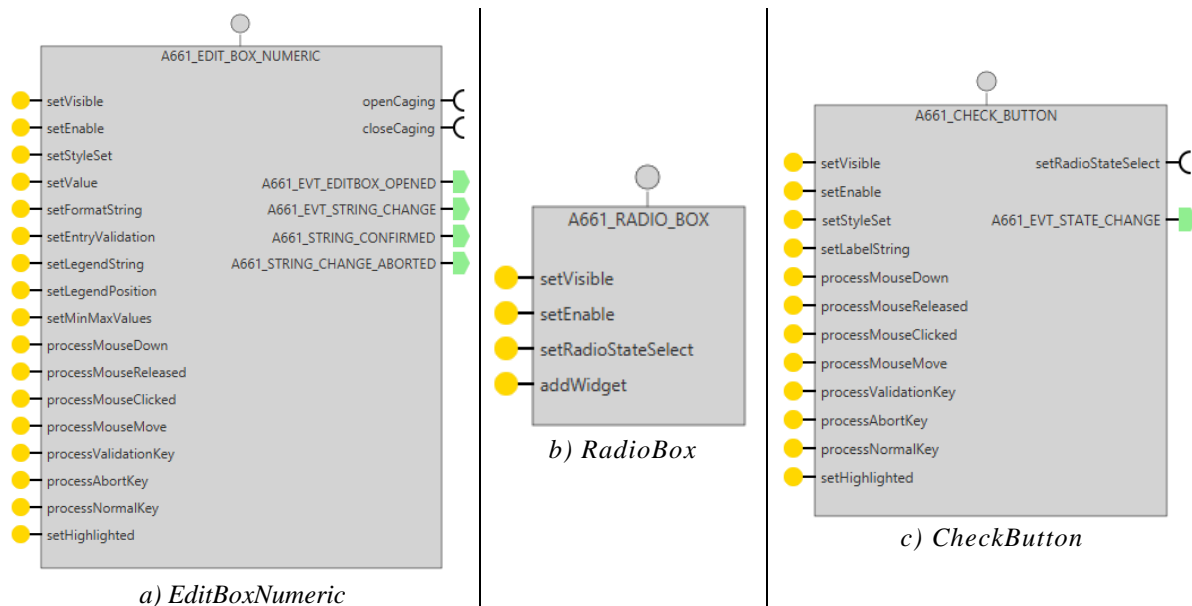 A661_EDIT_BOX_NUMERIC
setVisible
setEnable
setStyleSet
setValue
setFormatString
setEntryValidation
setLegendString
setLegendPosition
setMinMaxValues
processMouseDown
processMouseReleased
processMouseClicked
processMouseMove
processValidationKey
processAbortKey
processNormalKey
setHighlighted
openCaging
closeCaging
A661_EVT_EDITBOX_OPENED
A661_EVT_STRING_CHANGE
A661_STRING_CONFIRMED
A661_STRING_CHANGE_ABORTED
a) EditBoxNumeric
A661_RADIO_BOX
setVisible
setEnable
setRadioStateSelect
addWidget
b) RadioBox
A661_CHECK_BUTTON
setVisible
setEnable
setStyleSet
setLabelString
processMouseDown
processMouseReleased
processMouseClicked
processMouseMove
processValidationKey
processAbortKey
processNormalKey
setHighlighted
setRadioStateSelect
A661_EVT_STATE_CHANGE
c) CheckButton